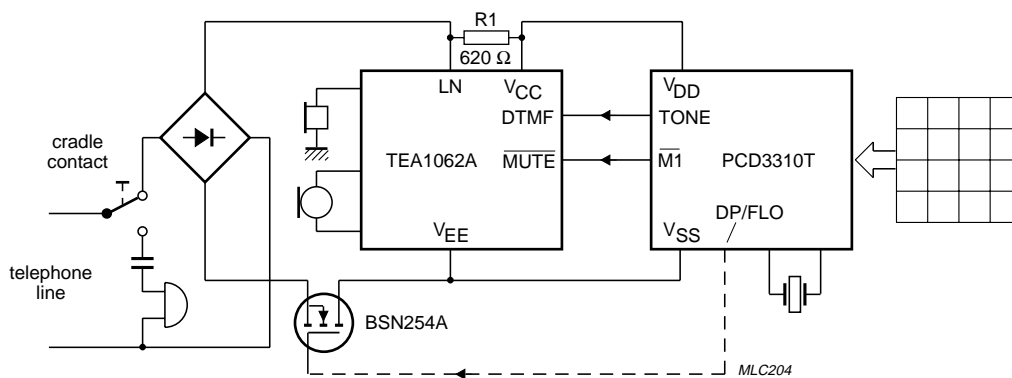 R1
620 Ω
LN
VCC
VDD
DTMF
TONE
cradle
contact
TEA1062A
MUTE
M1
PCD3310T
DP/FLO
VEE
VSS
telephone
line
BSN254A
MLC204